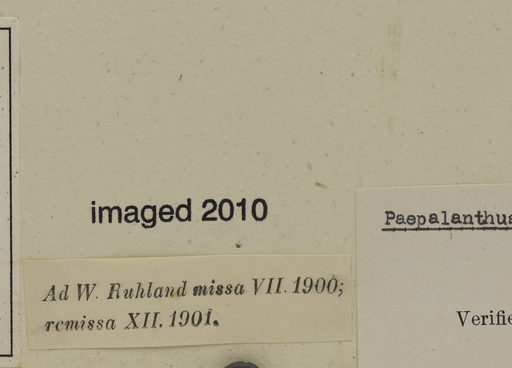 imaged 2010
Paepalanthus
Ad W. Ruhland missa VII. 1900;
remissa XII. 1901.
Verifie